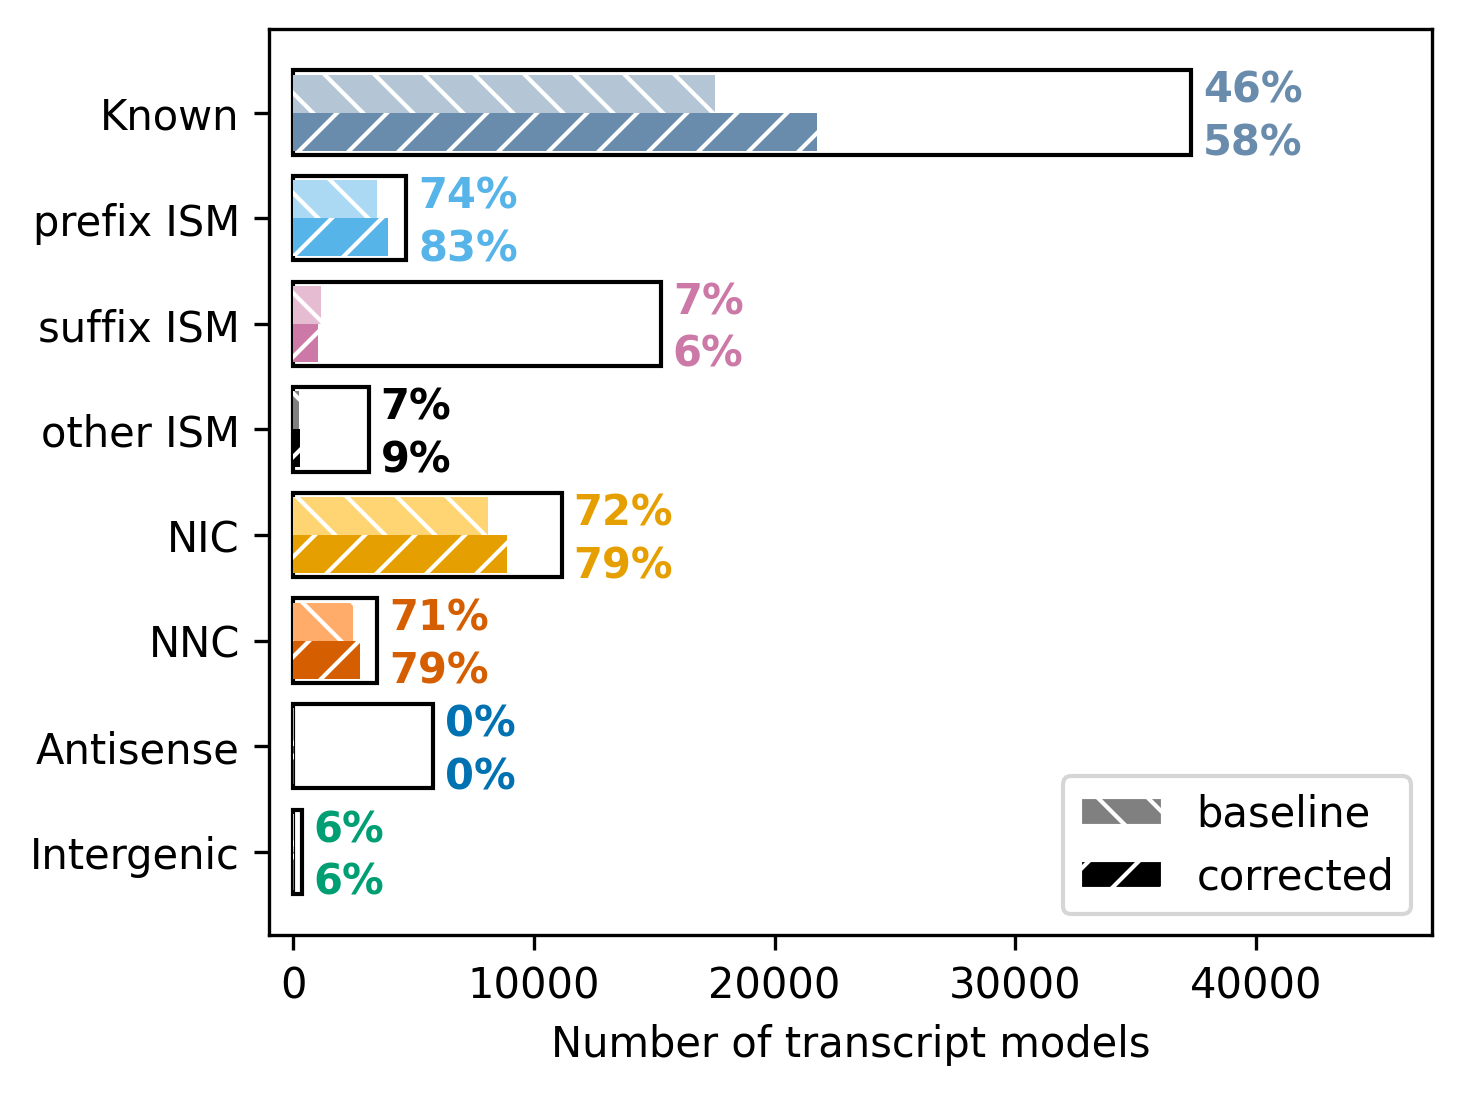 Known
46%
58%
prefix ISM
74%
83%
suffix ISM
7%
6%
other ISM
7%
9%
NIC
72%
79%
NNC
71%
79%
Antisense
0%
0%
Intergenic
6%
6%
baseline
corrected
0 10000 20000 30000 40000
Number of transcript models